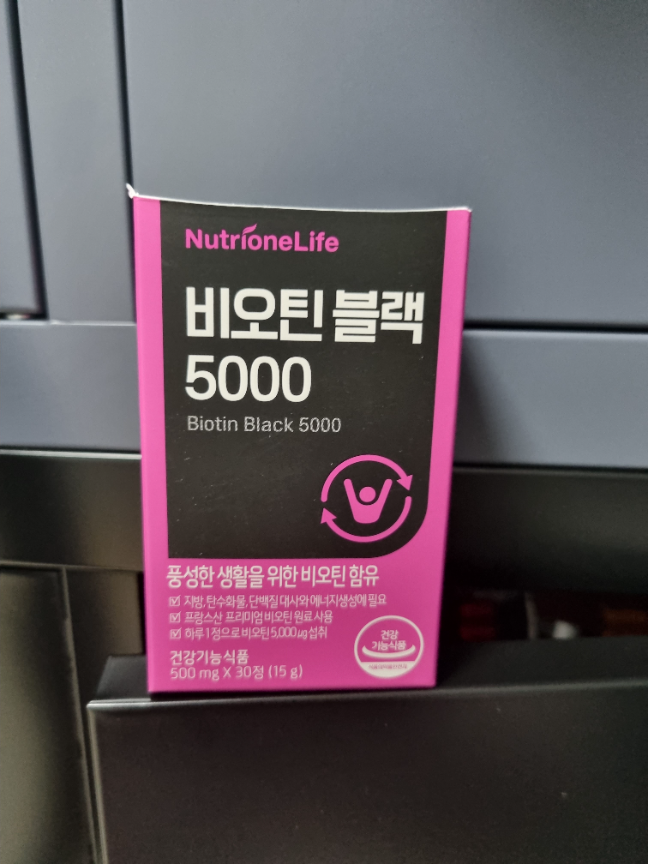 NutrioneLife
비오틴 블랙
5000
Biotin Black 5000
풍성한 생활을 위한 비오틴 함유
지방, 탄수화물, 단백질 대사와 에너지 생성에 필요
프랑스산 프리미엄 비오틴 원료 사용
하루 1정으로 비오틴 5,000㎍ 섭취
건강기능식품
500 mg X 30정 (15 g)
건강
기능식품